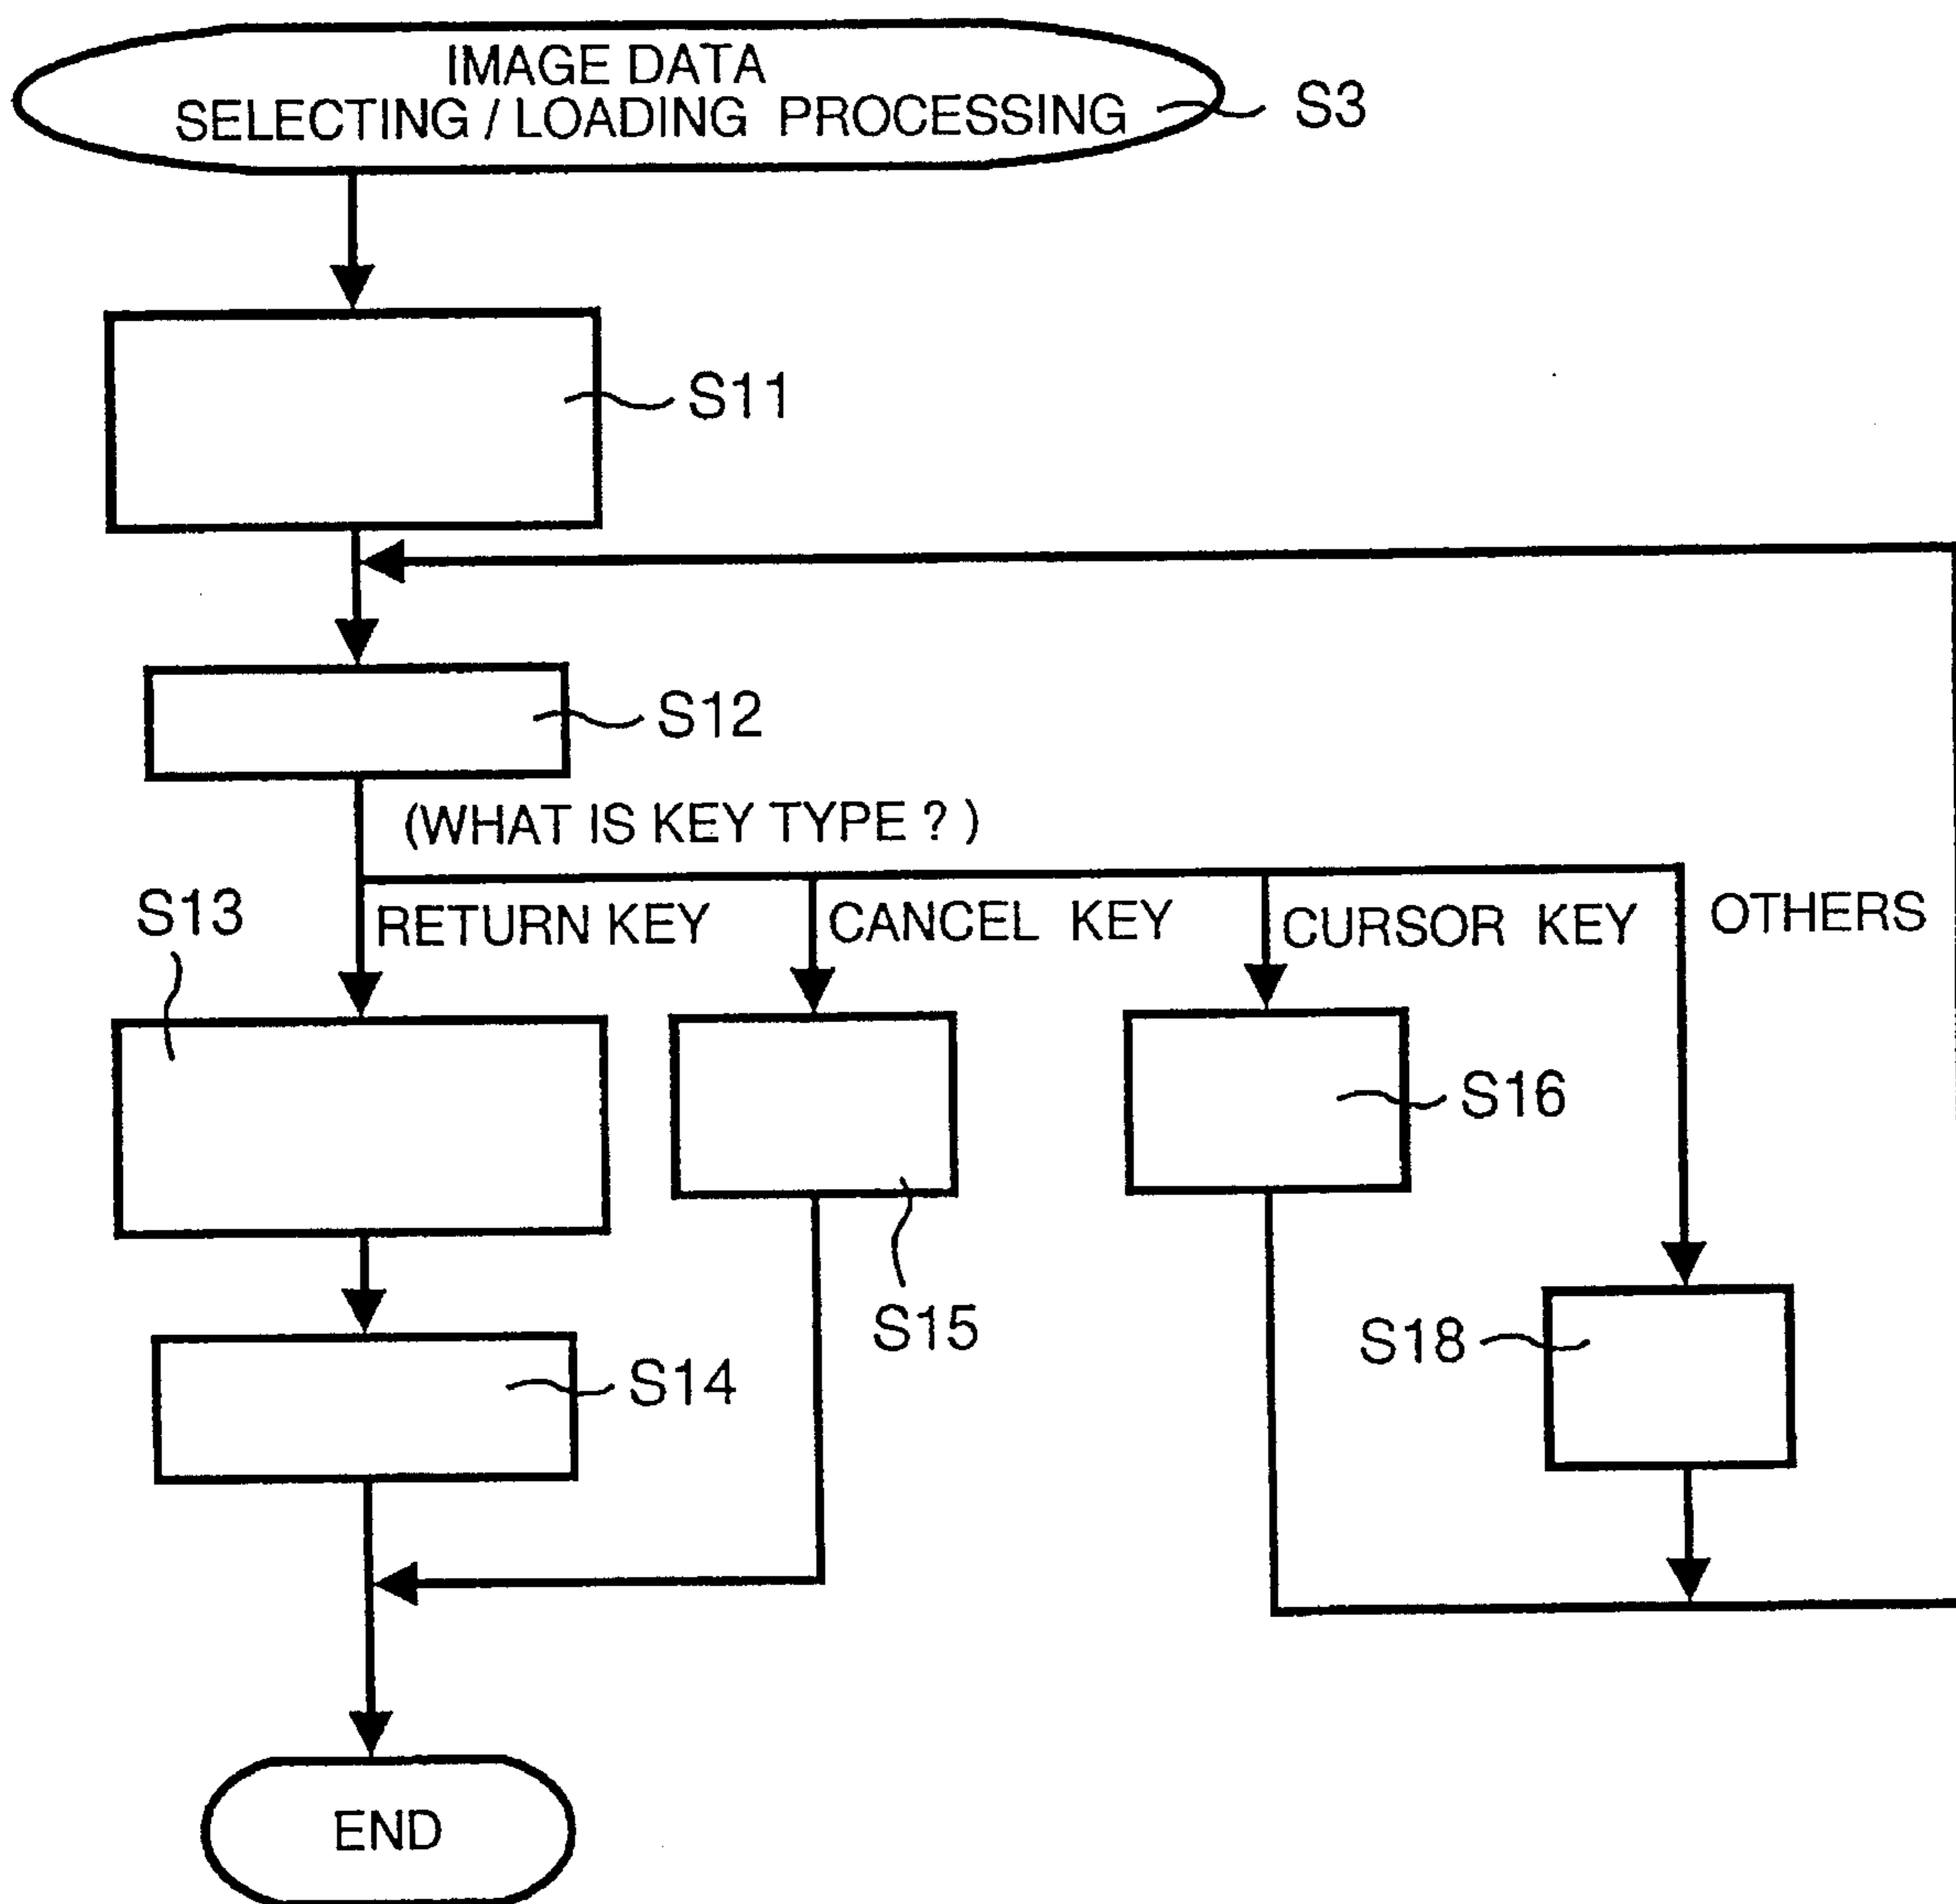 IMAGE DATA
SELECTING / LOADING PROCESSING
S3
S11
S12
(WHAT IS KEY TYPE ? )
S13
RETURN KEY
CANCEL KEY
CURSOR KEY
OTHERS
S16
S15
S18
S14
END